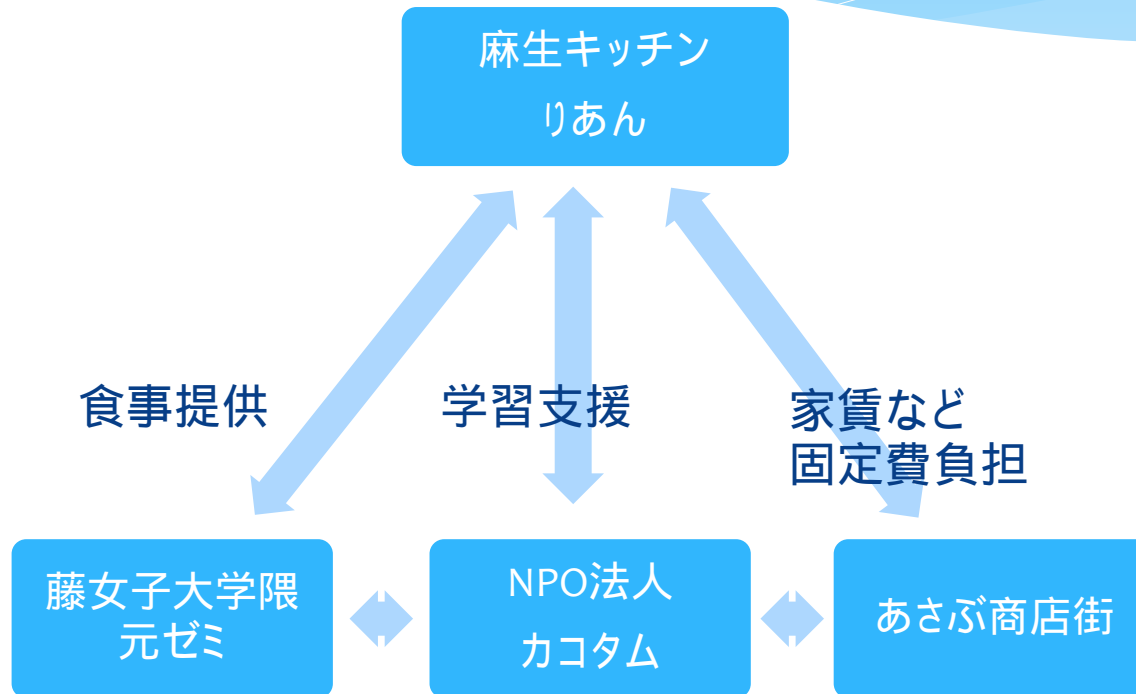 麻生キッチン
りあん
食事提供
学習支援
家賃など
固定費負担
藤女子大学隈
元ゼミ
NPO法人
カコタム
あさぶ商店街